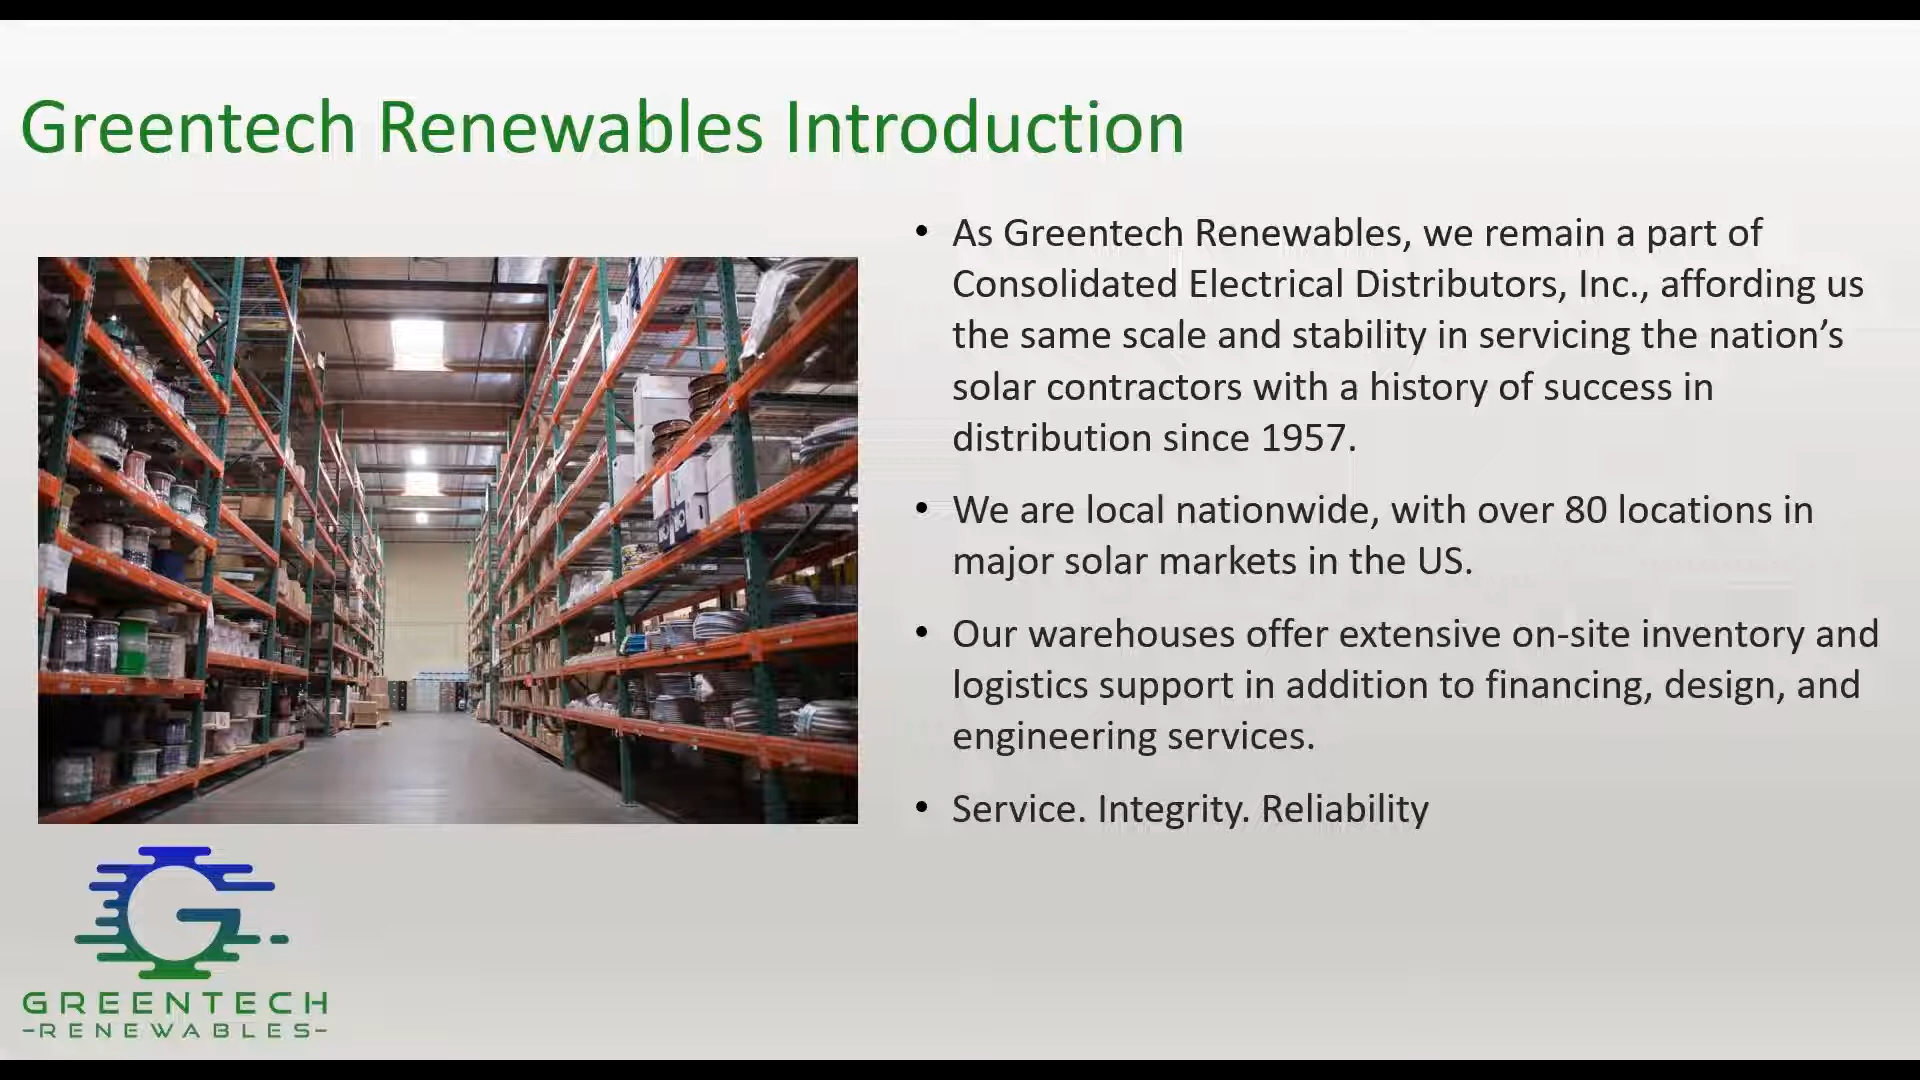 Greentech Renewables Introduction
• As Greentech Renewables, we remain a part of
Consolidated Electrical Distributors, Inc., affording us
the same scale and stability in servicing the nation’s
solar contractors with a history of success in
distribution since 1957.
• We are local nationwide, with over 80 locations in
major solar markets in the US.
• Our warehouses offer extensive on-site inventory and
logistics support in addition to financing, design, and
engineering services.
• Service. Integrity. Reliability
GREENTECH
-RENEWABLES-